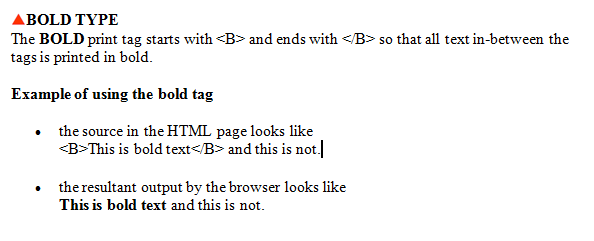 BOLD TYPE
The BOLD print tag starts with <B> and ends with </B> so that all text in-between the
tags is printed in bold.
Example of using the bold tag
• the source in the HTML page looks like
<B>This is bold text</B> and this is not.
• the resultant output by the browser looks like
This is bold text and this is not.